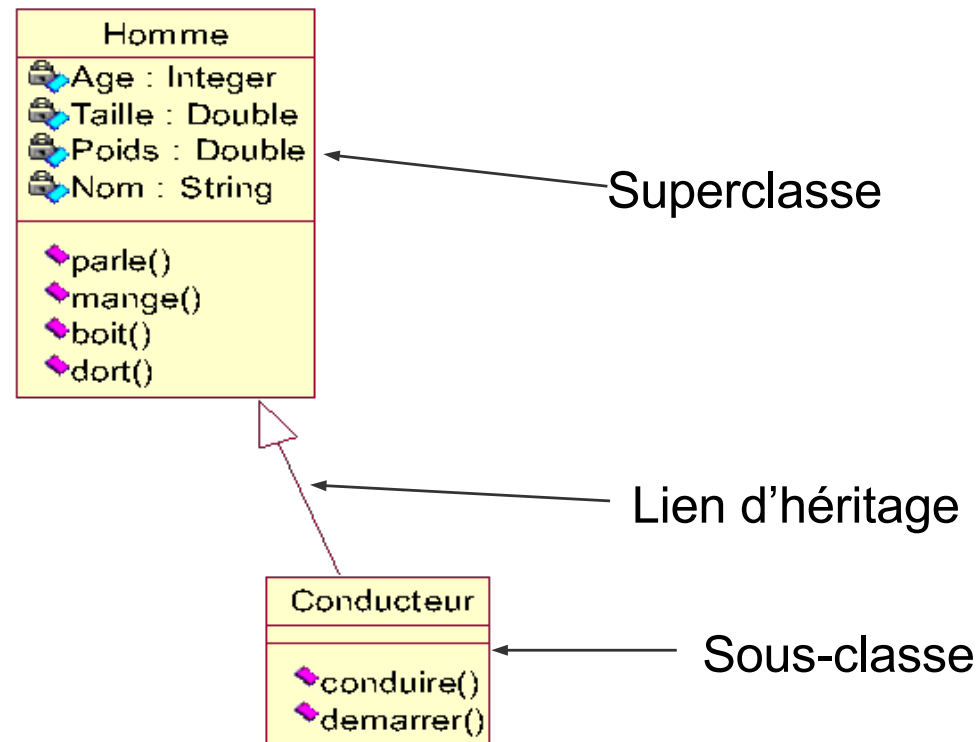 Homme
Age : Integer
Taille : Double
Poids : Double
Nom : String
parle()
mange()
boit()
dort()
Superclasse
Lien d’héritage
Conducteur
conduire()
demarrer()
Sous-classe